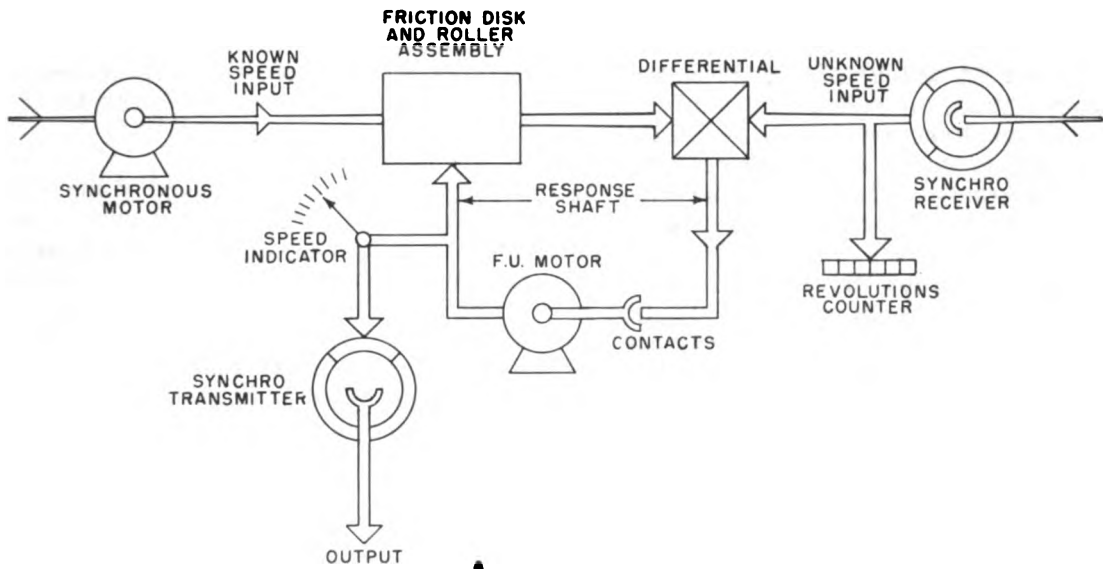 FRICTION DISK
AND ROLLER
ASSEMBLY
KNOWN
SPEED
INPUT
DIFFERENTIAL
UNKNOWN
SPEED
INPUT
SYNCHRONOUS
MOTOR
SYNCHRO
RECEIVER
RESPONSE
SHAFT
SPEED
INDICATOR
F.U. MOTOR
REVOLUTIONS
COUNTER
CONTACTS
SYNCHRO
TRANSMITTER
OUTPUT